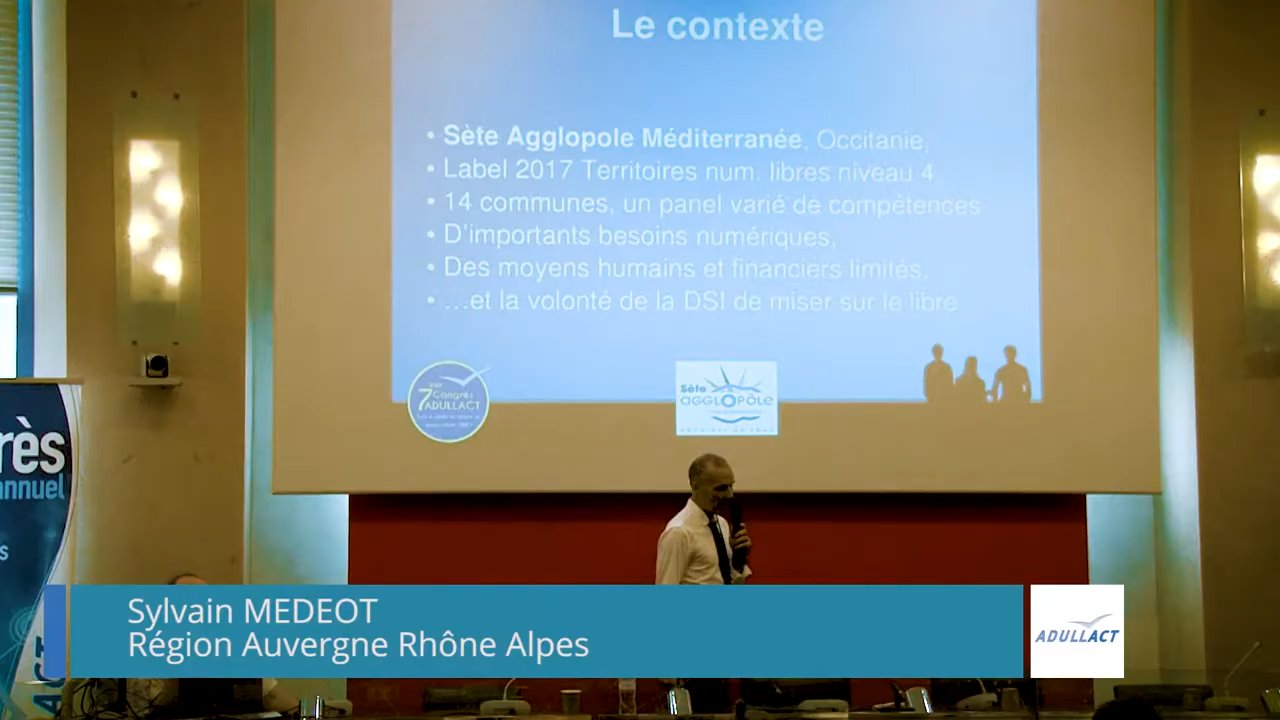 Le contexte
• Sète Agglopole Méditerranée, Occitanie,
• Label 2017 Territoires num. libres niveau 4,
• 14 communes, un panel varié de compétences
• D'importants besoins numériques,
• Des moyens humains et financiers limités,
• ...et la volonté de la DSI de miser sur le libre
7
Congrès
ADULLACT
Sète
AGGLOPÔLE
rès
annuel
s
ACT
Sylvain MEDEOT
Région Auvergne Rhône Alpes
ADULLACT